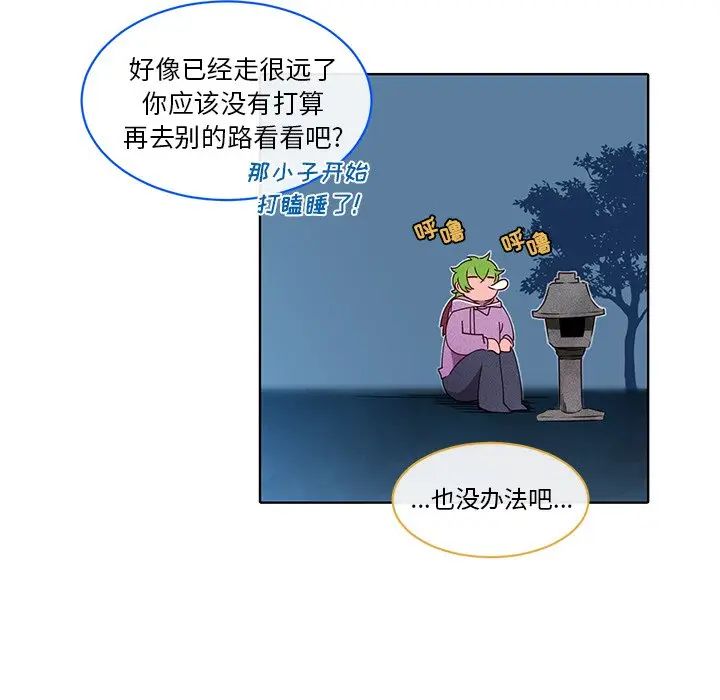 好像已经走很远了
你应该没有打算
再去别的路看看吧?
那小子开始
打瞌睡了!
呼噜
呼噜
...也没办法吧...